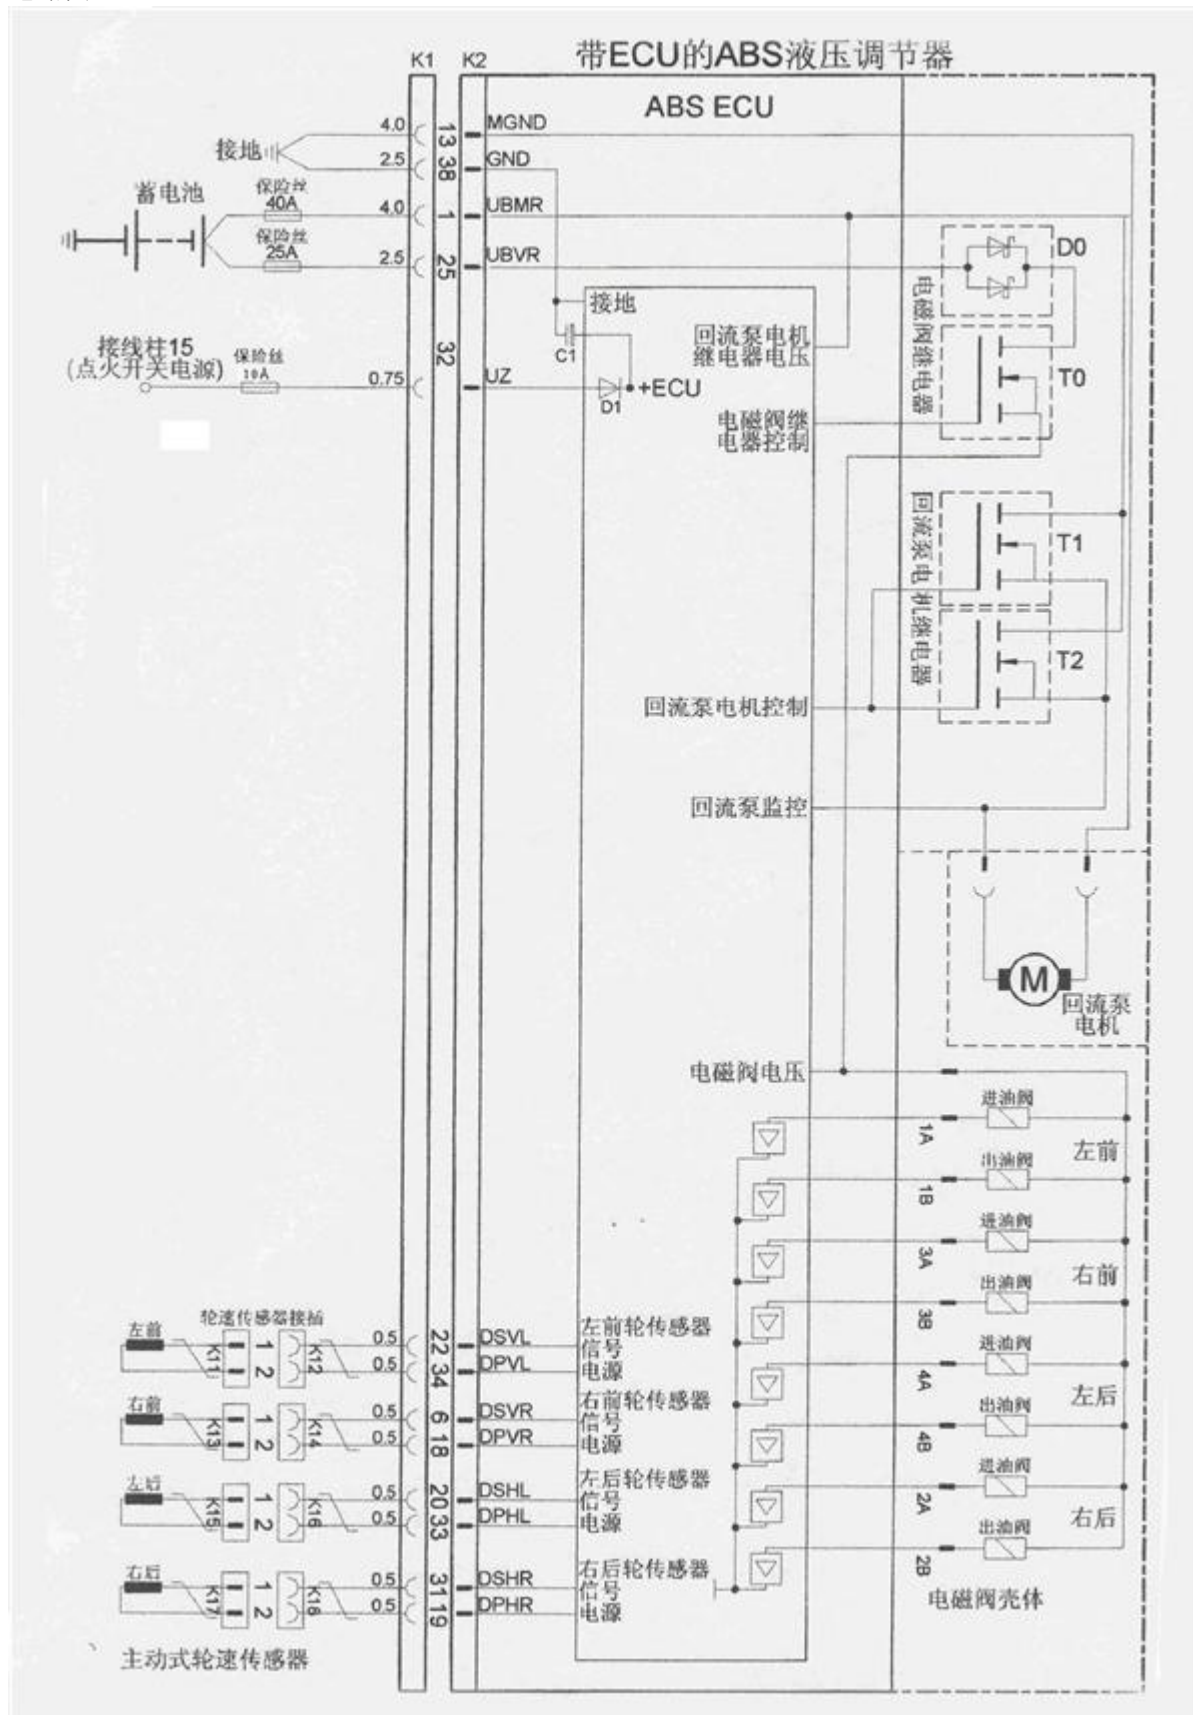 带ECU的ABS液压调节器
K1
K2
ABS ECU
4.0
13
MGND
接地
2.5
38
GND
蓄电池
保险丝
40A
4.0
1
UBMR
保险丝
25A
2.5
25
UBVR
D0
电磁阀继电器
接地
回流泵电机
继电器电压
C1
接线柱15
(点火开关电源)
保险丝
10A
0.75
32
UZ
D1
+ECU
T0
电磁阀继
电器控制
回流泵电机继电器
T1
T2
回流泵电机控制
回流泵监控
M
回流泵
电机
电磁阀电压
进油阀
1A
左前
出油阀
1B
进油阀
3A
右前
出油阀
3B
进油阀
4A
左后
出油阀
4B
进油阀
2A
右后
出油阀
2B
电磁阀壳体
轮速传感器接插
左前
K11
1
2
K12
0.5
0.5
22
34
DSVL
DPVL
左前轮传感器
信号
电源
右前
K13
1
2
K14
0.5
0.5
6
18
DSVR
DPVR
右前轮传感器
信号
电源
左后
K15
1
2
K16
0.5
0.5
20
33
DSHL
DPHL
左后轮传感器
信号
电源
右后
K17
1
2
K18
0.5
0.5
31
19
DSHR
DPHR
右后轮传感器
信号
电源
主动式轮速传感器